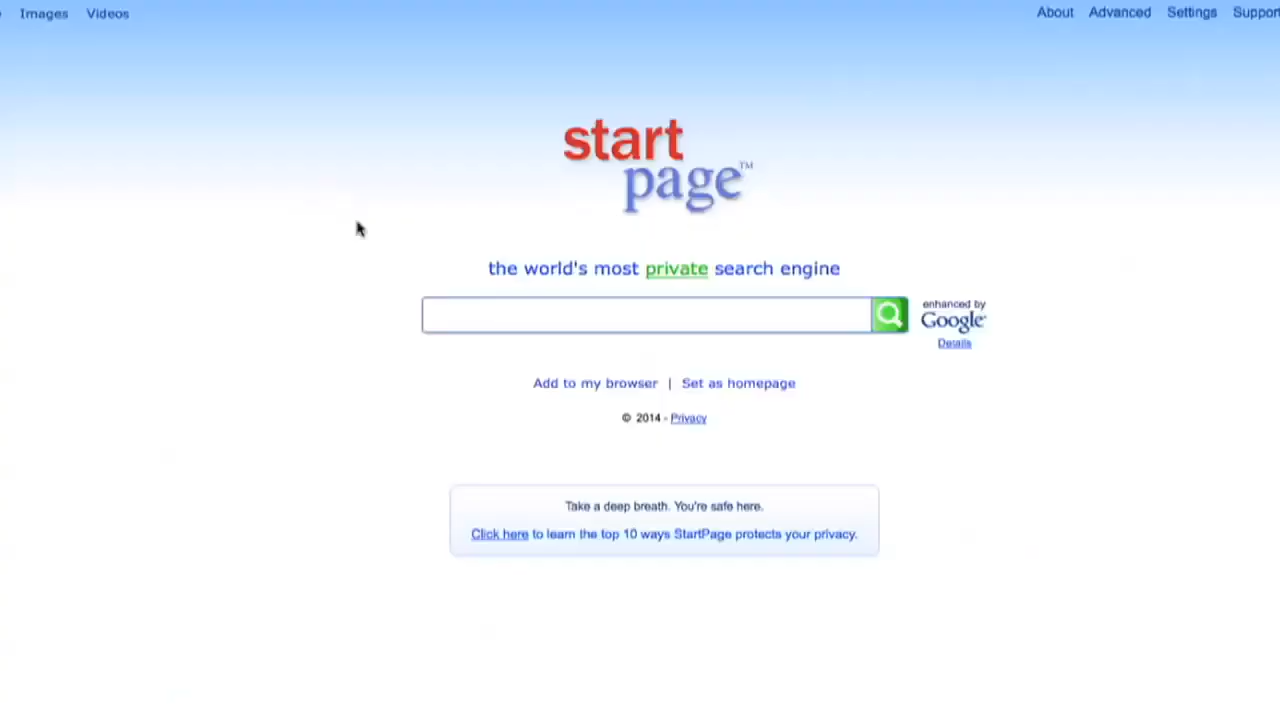 Images Videos About Advanced Settings Support
start
page™
the world's most private search engine
enhanced by
Google
Details
Add to my browser | Set as homepage
© 2014 - Privacy
Take a deep breath. You're safe here.
Click here to learn the top 10 ways StartPage protects your privacy.